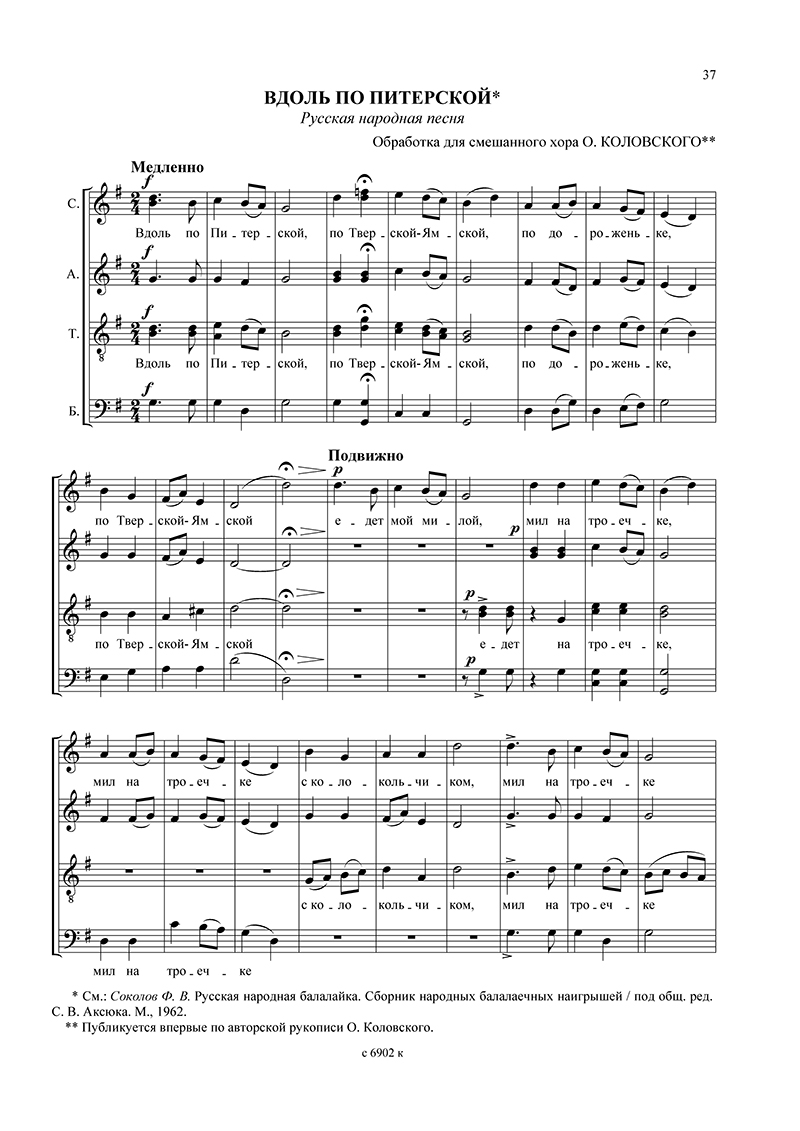 37
ВДОЛЬ ПО ПИТЕРСКОЙ*
Русская народная песня
Обработка для смешанного хора О. КОЛОВСКОГО**
Медленно
f
С.
Вдоль по Пи - тер - ской, по Твер - ской-Ям - ской, по до - ро - жень - ке,
f
А.
f
Т.
8
Вдоль по Пи - тер - ской, по Твер - ской-Ям - ской, по до - ро - жень - ке,
f
Б.
Подвижно
p
по Твер - ской-Ям - ской е - дет мой ми - лой, мил на тро - еч - ке,
p
p
8
по Твер - ской-Ям - ской е - дет на тро - еч - ке,
p
мил на тро - еч - ке с ко - ло - коль - чи - ком, мил на тро - еч - ке
8
с ко - ло - коль - чи - ком, мил на тро - еч - ке
мил на тро - еч - ке
* См.: Соколов Ф. В. Русская народная балалайка. Сборник народных балалаечных наигрышей / под общ. ред.
С. В. Аксюка. М., 1962.
** Публикуется впервые по авторской рукописи О. Коловского.
с 6902 к